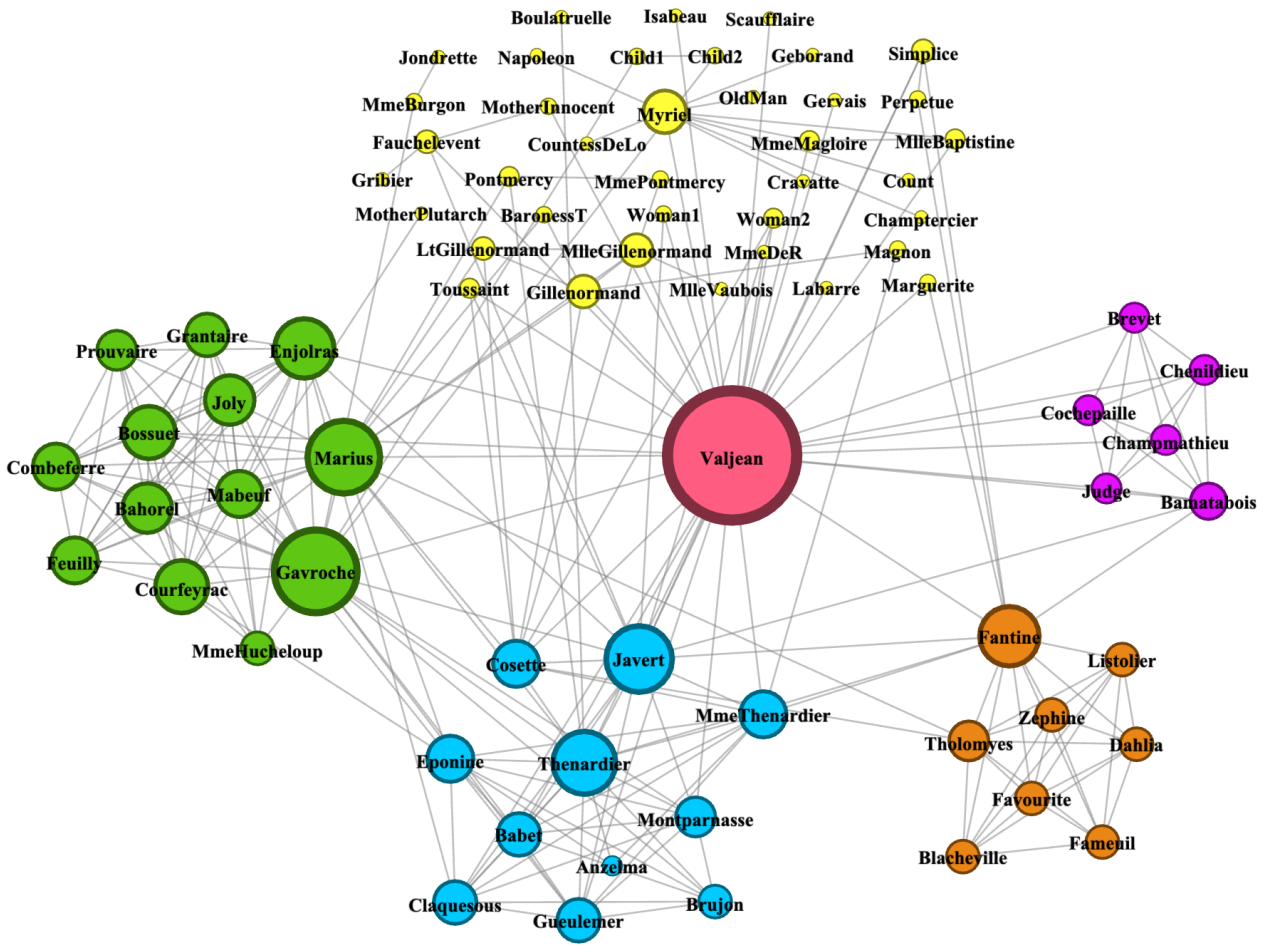 Boulatruelle
Isabeau
Scaufflaire
Jondrette
Napoleon
Child1
Child2
Geborand
Simplice
MmeBurgon
MotherInnocent
Myriel
OldMan
Gervais
Perpetue
Fauchelevent
CountessDeLo
MmeMagloire
MlleBaptistine
Gribier
Pontmercy
MmePontmercy
Cravatte
Count
MotherPlutarch
BaronessT
Woman1
Woman2
Champtercier
LtGillenormand
MlleGillenormand
MmeDeR
Magnon
Toussaint
Gillenormand
MlleVaubois
Labarre
Marguerite
Prouvaire
Grantaire
Enjolras
Brevet
Joly
Chenildieu
Bossuet
Cochepaille
Combeferre
Marius
Valjean
Champmathieu
Bahorel
Mabeuf
Judge
Bamatabois
Feuilly
Courfeyrac
Gavroche
MmeHucheloup
Cosette
Javert
Fantine
Listolier
MmeThenardier
Zephine
Tholomyes
Dahlia
Eponine
Thenardier
Favourite
Babet
Montparnasse
Fameuil
Blacheville
Anzelma
Claquesous
Gueulemer
Brujon